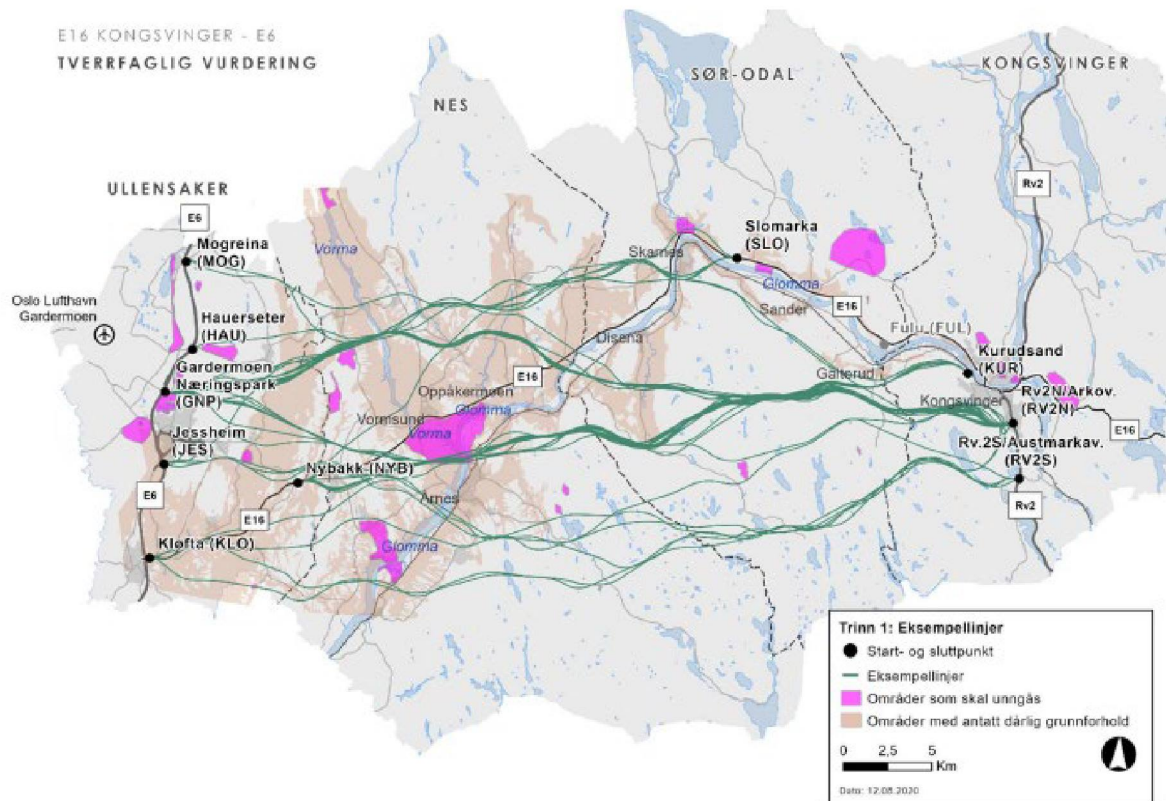 E16 KONGSVINGER - E6
TVERRFAGLIG VURDERING
NES
SØR-ODAL
KONGSVINGER
ULLENSAKER
E6
Rv2
Mogreina
(MOG)
Vorma
Skarnes
Slomarka
(SLO)
Oslo Lufthavn
Gardermoen
Glomma
Hauerseter
(HAU)
Sander
E16
Disena
Fulu (FUL)
Kurudsand
(KUR)
Gardermoen
Næringspark
(GNP)
E16
Galterud
Oppåkermoen
Glomma
Kongsvinger
Rv2N/Arkov.
(RV2N)
Vormsund
Vorma
E16
Jessheim
(JES)
Rv.2S/Austmarkav.
(RV2S)
Nybakk (NYB)
Årnes
E6
E16
Rv2
Kløfta (KLO)
Glomma
Trinn 1: Eksempellinjer
Start- og sluttpunkt
Eksempellinjer
Områder som skal unngås
Områder med antatt dårlig grunnforhold
0 2,5 5
Km
Dato: 12.08.2020